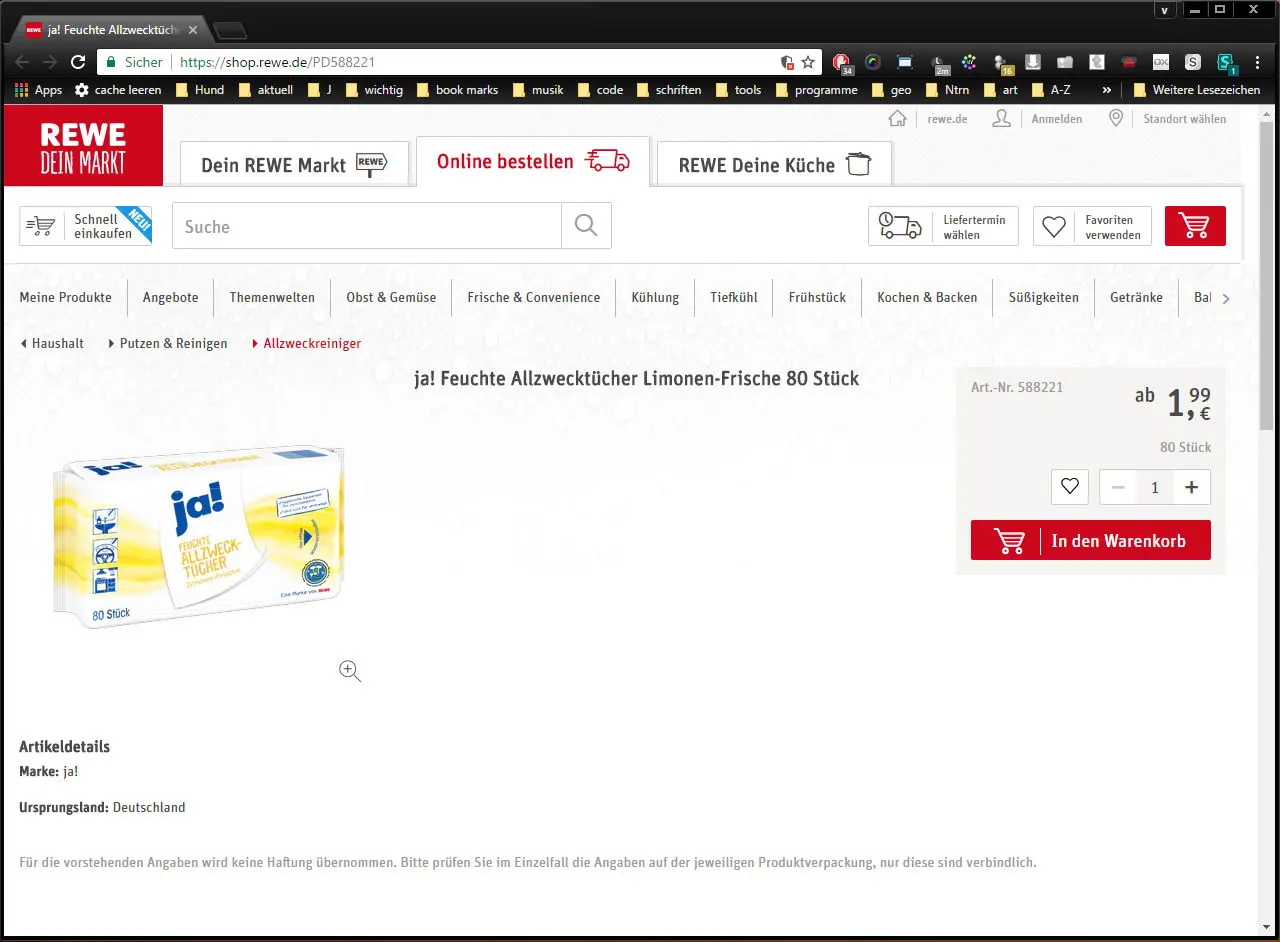 ja! Feuchte Allzwecktüch
Sicher https://shop.rewe.de/PD588221
34 2m 16 1
Apps cache leeren Hund aktuell J wichtig book marks musik code schriften tools programme geo Ntrn art A-Z » Weitere Lesezeichen
REWE
DEIN MARKT
rewe.de Anmelden Standort wählen
Dein REWE Markt REWE
Online bestellen
REWE Deine Küche
Schnell
einkaufen
NEU!
Suche
Liefertermin
wählen
Favoriten
verwenden
Meine Produkte Angebote Themenwelten Obst & Gemüse Frische & Convenience Kühlung Tiefkühl Frühstück Kochen & Backen Süßigkeiten Getränke Bal
Haushalt Putzen & Reinigen Allzweckreiniger
ja! Feuchte Allzwecktücher Limonen-Frische 80 Stück
Art.-Nr. 588221
ab 1,99 €
80 Stück
1
In den Warenkorb
ja!
ALLZWECKTÜCHER
ja!
FEUCHTE
ALLZWECK-
TÜCHER
Limonen-Frische
80 Stück
Eine Marke von REWE
Artikeldetails
Marke: ja!
Ursprungsland: Deutschland
Für die vorstehenden Angaben wird keine Haftung übernommen. Bitte prüfen Sie im Einzelfall die Angaben auf der jeweiligen Produktverpackung, nur diese sind verbindlich.